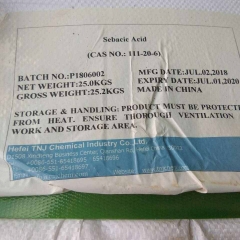 Sebacic Acid
(CAS NO.: 111-20-6)
BATCH NO.:P1806002 MFG DATE:JUL.02,2018
NET WEIGHT:25.0KGS EXPIRY DATE:JUL.01,2020
GROSS WEIGHT:25.2KGS MADE IN CHINA
STORAGE & HANDLING: PRODUCT MUST BE PROTECTE
FROM HEAT. ENSURE THOROUGH VENTILATION
WORK AND STORAGE AREA.
Hefei TNJ Chemical Industry Co.,Ltd.
Center,